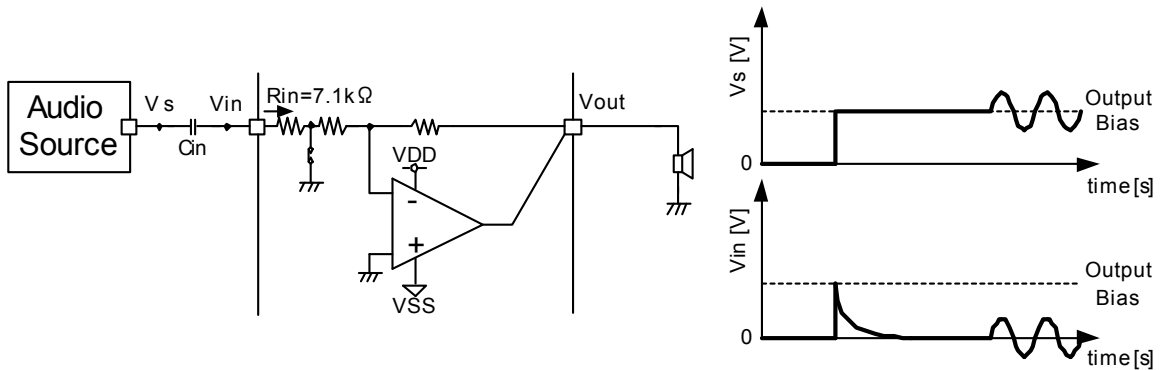 Audio
Source
Vs
Cin
Vin
Rin=7.1kΩ
VDD
-
+
VSS
Vout
Vs [V]
0
Output
Bias
time[s]
Vin [V]
0
Output
Bias
time[s]